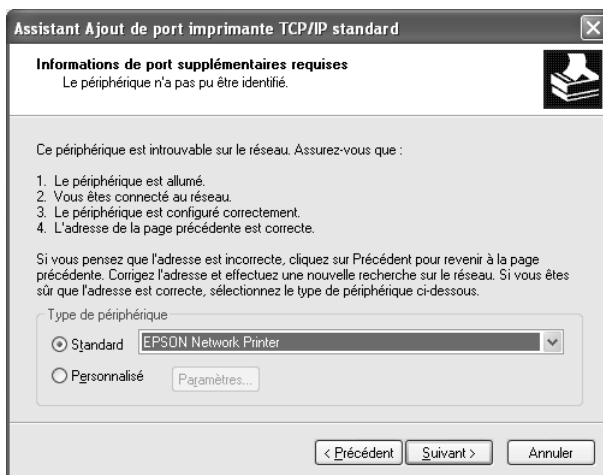 Assistant Ajout de port imprimante TCP/IP standard
Informations de port supplémentaires requises
Le périphérique n'a pas pu être identifié.
Ce périphérique est introuvable sur le réseau. Assurez-vous que :
1. Le périphérique est allumé.
2. Vous êtes connecté au réseau.
3. Le périphérique est configuré correctement.
4. L'adresse de la page précédente est correcte.
Si vous pensez que l'adresse est incorrecte, cliquez sur Précédent pour revenir à la page
précédente. Corrigez l'adresse et effectuez une nouvelle recherche sur le réseau. Si vous êtes
sûr que l'adresse est correcte, sélectionnez le type de périphérique ci-dessous.
Type de périphérique
Standard EPSON Network Printer
Personnalisé Paramètres...
< Précédent Suivant > Annuler